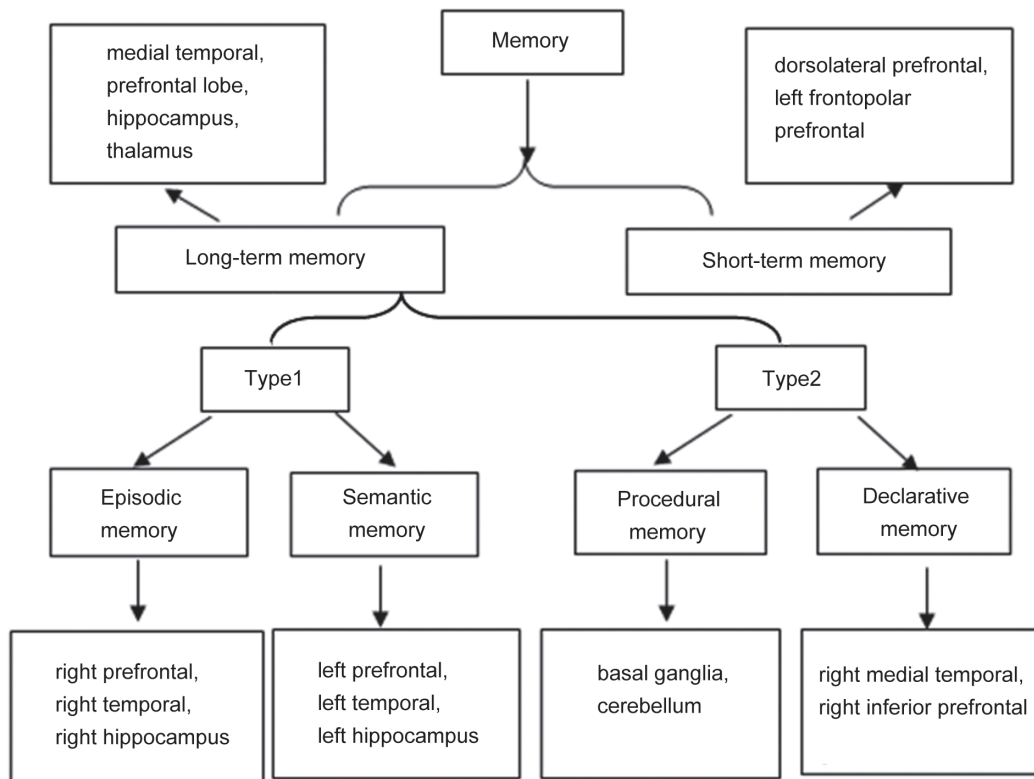 Memory
medial temporal,
prefrontal lobe,
hippocampus,
thalamus
dorsolateral prefrontal,
left frontopolar
prefrontal
Long-term memory
Short-term memory
Type1
Type2
Episodic
memory
Semantic
memory
Procedural
memory
Declarative
memory
right prefrontal,
right temporal,
right hippocampus
left prefrontal,
left temporal,
left hippocampus
basal ganglia,
cerebellum
right medial temporal,
right inferior prefrontal